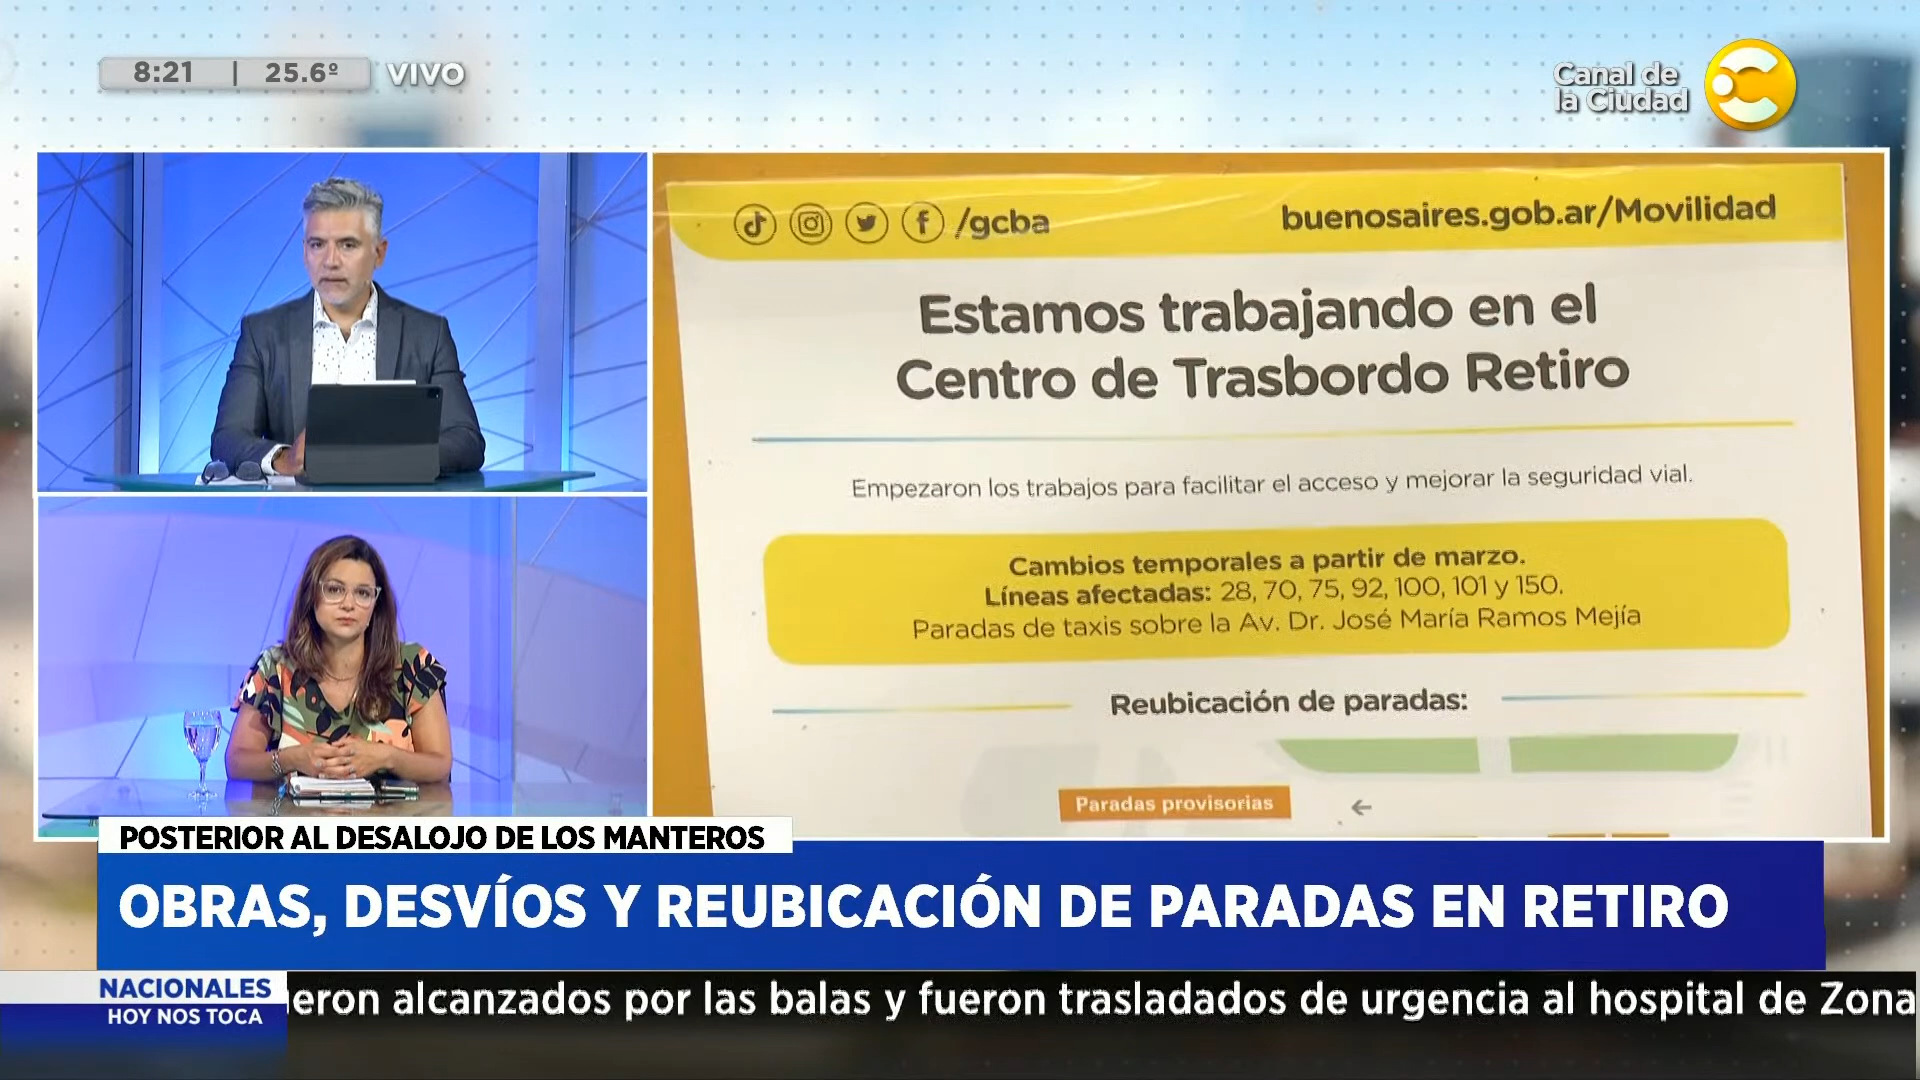 8:21 | 25.6º VIVO
Canal de
la Ciudad
/gcba
buenosaires.gob.ar/Movilidad
Estamos trabajando en el
Centro de Trasbordo Retiro
Empezaron los trabajos para facilitar el acceso y mejorar la seguridad vial.
Cambios temporales a partir de marzo.
Líneas afectadas: 28, 70, 75, 92, 100, 101 y 150.
Paradas de taxis sobre la Av. Dr. José María Ramos Mejía
Reubicación de paradas:
Paradas provisorias
POSTERIOR AL DESALOJO DE LOS MANTEROS
OBRAS, DESVÍOS Y REUBICACIÓN DE PARADAS EN RETIRO
NACIONALES
HOY NOS TOCA
alcanzados por las balas y fueron trasladados de urgencia al hospital de Zona